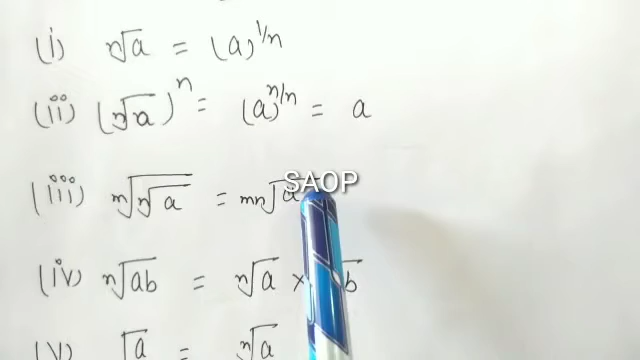 (i) ⁿ√a = (a)^1/n
(ii) (ⁿ√a)^n = (a)^n/n = a
SAOP
(iii) ᵐ√ⁿ√a = ᵐⁿ√a
(iv) ⁿ√ab = ⁿ√a × √b
(v) √a = ⁿ√a